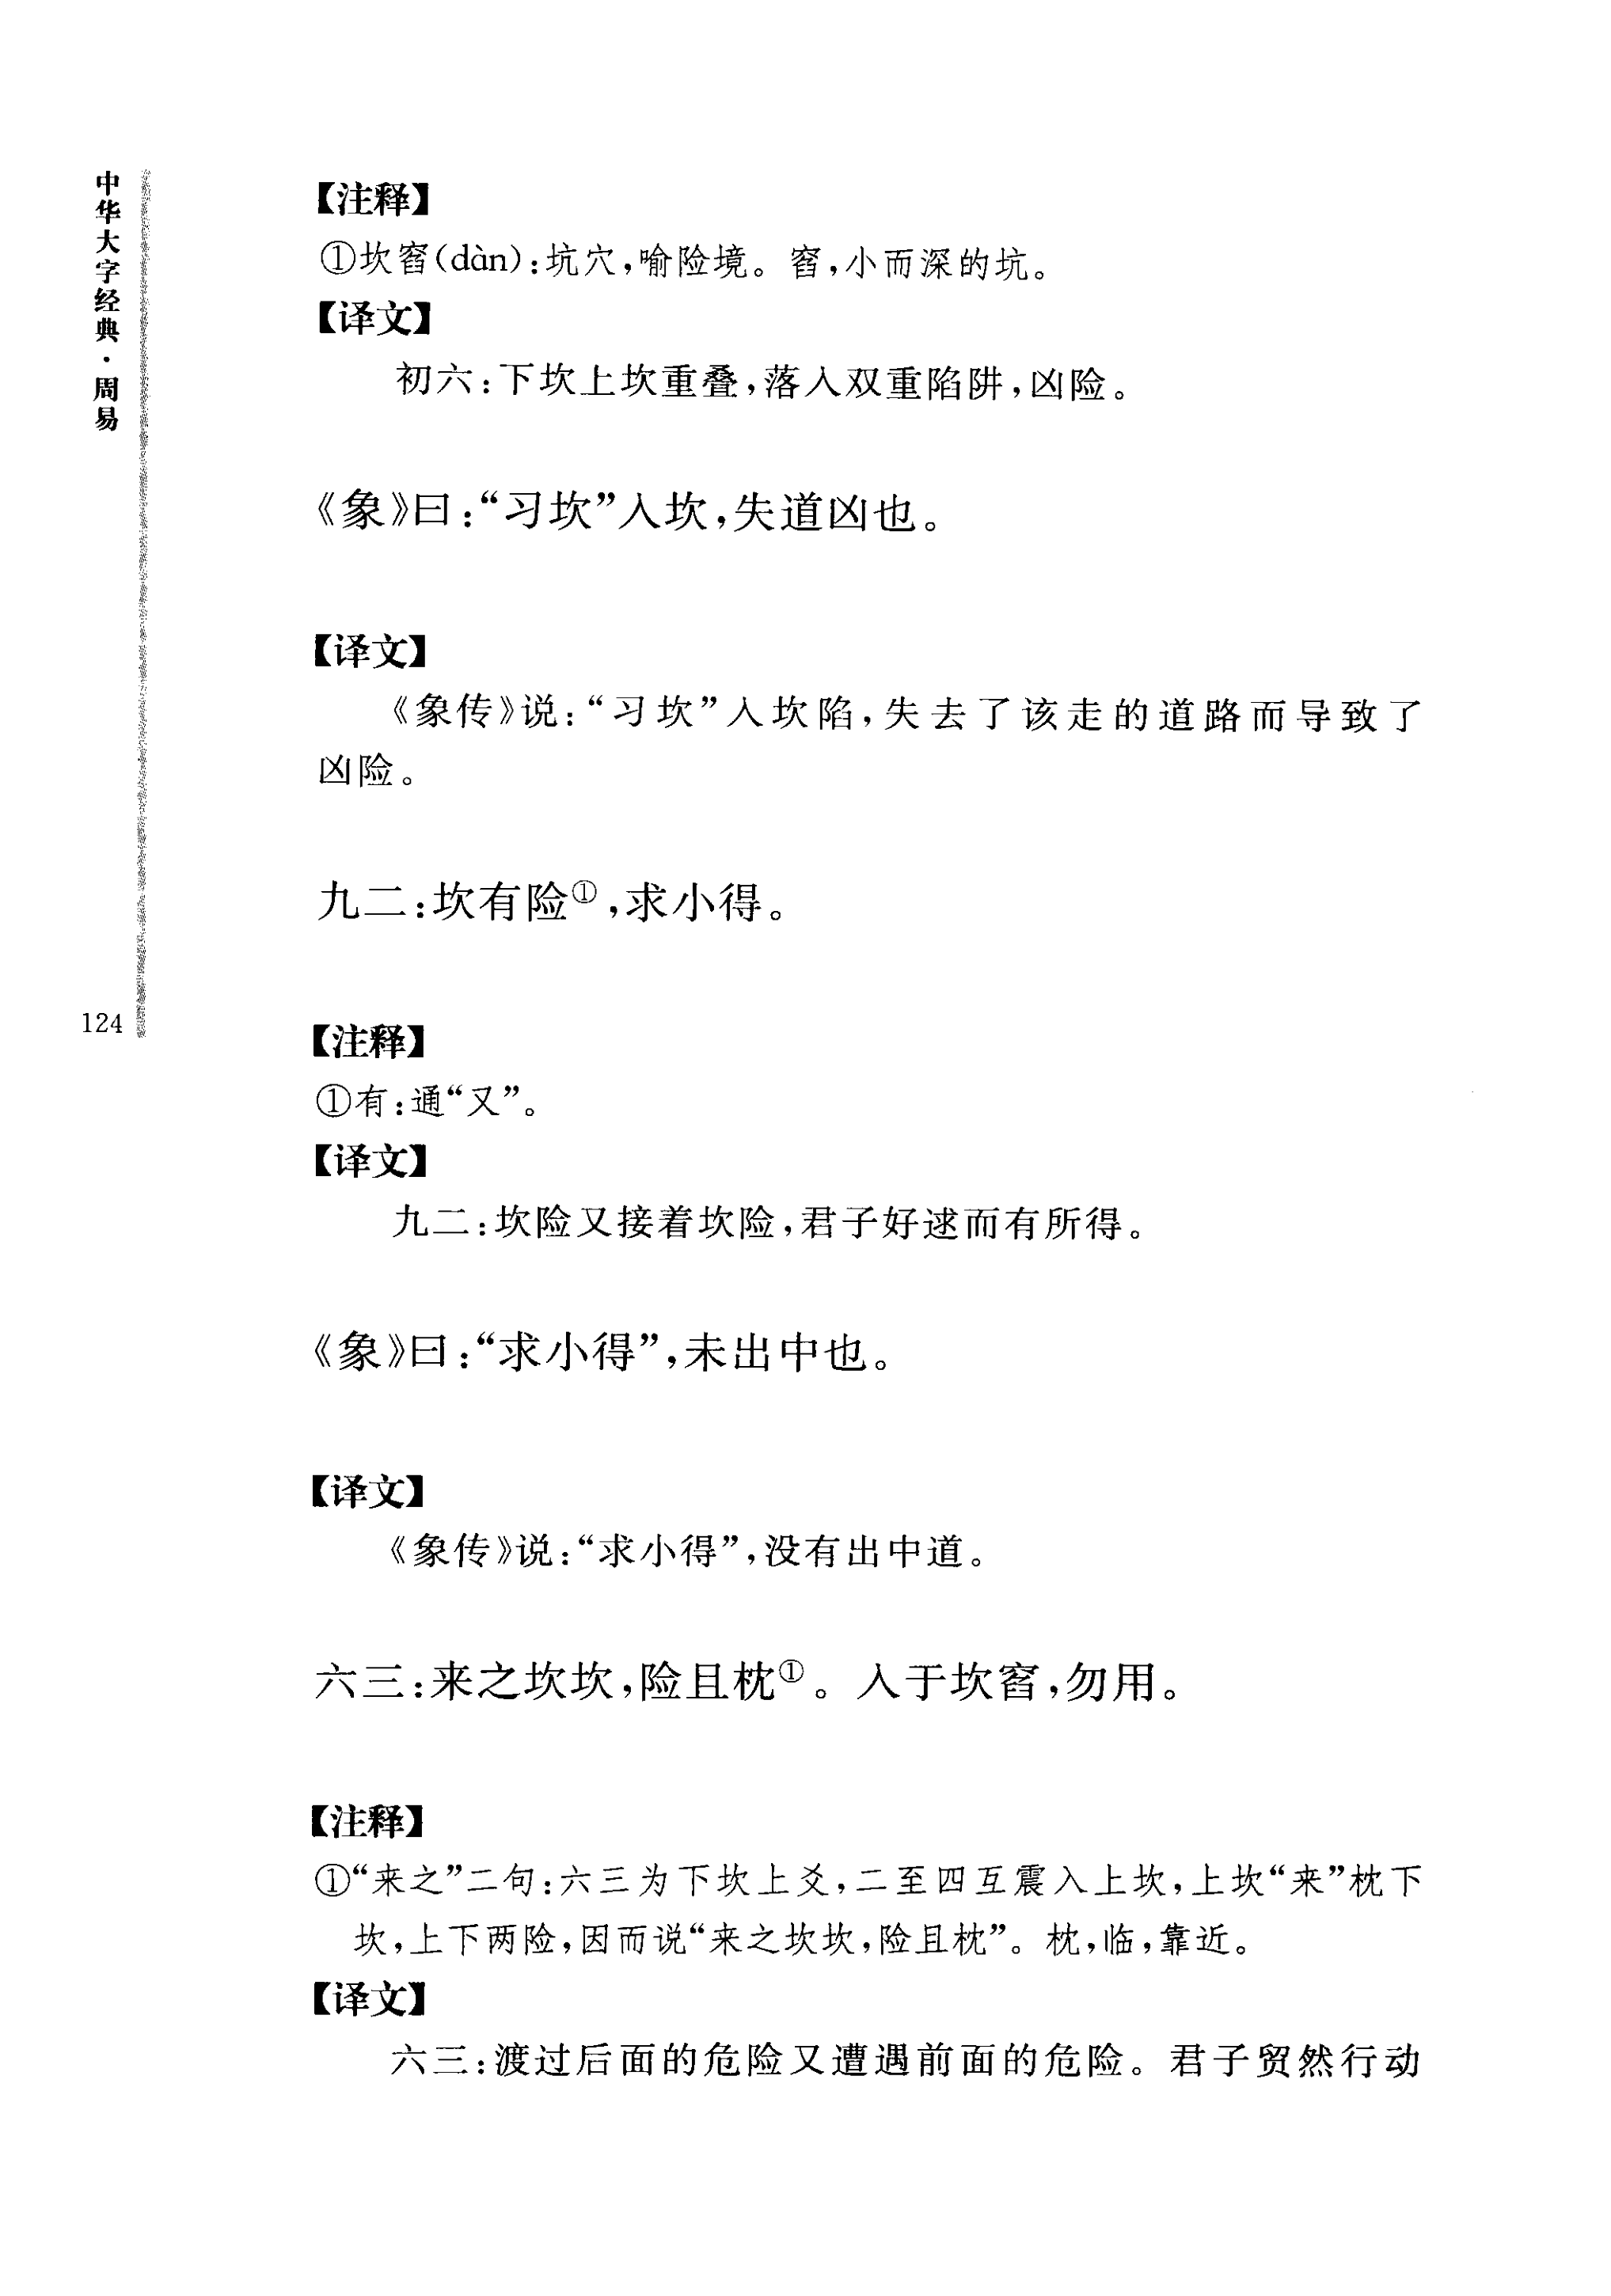 中华大字经典·周易
124
【注释】
①坎窞(dàn):坑穴,喻险境。窞,小而深的坑。
【译文】
初六:下坎上坎重叠,落入双重陷阱,凶险。
《象》曰:“习坎”入坎,失道凶也。
【译文】
《象传》说:“习坎”入坎陷,失去了该走的道路而导致了
凶险。
九二:坎有险①,求小得。
【注释】
①有:通“又”。
【译文】
九二:坎险又接着坎险,君子好逑而有所得。
《象》曰:“求小得”,未出中也。
【译文】
《象传》说:“求小得”,没有出中道。
六三:来之坎坎,险且枕①。入于坎窞,勿用。
【注释】
①“来之”二句:六三为下坎上爻,二至四互震入上坎,上坎“来”枕下
坎,上下两险,因而说“来之坎坎,险且枕”。枕,临,靠近。
【译文】
六三:渡过后面的危险又遭遇前面的危险。君子贸然行动